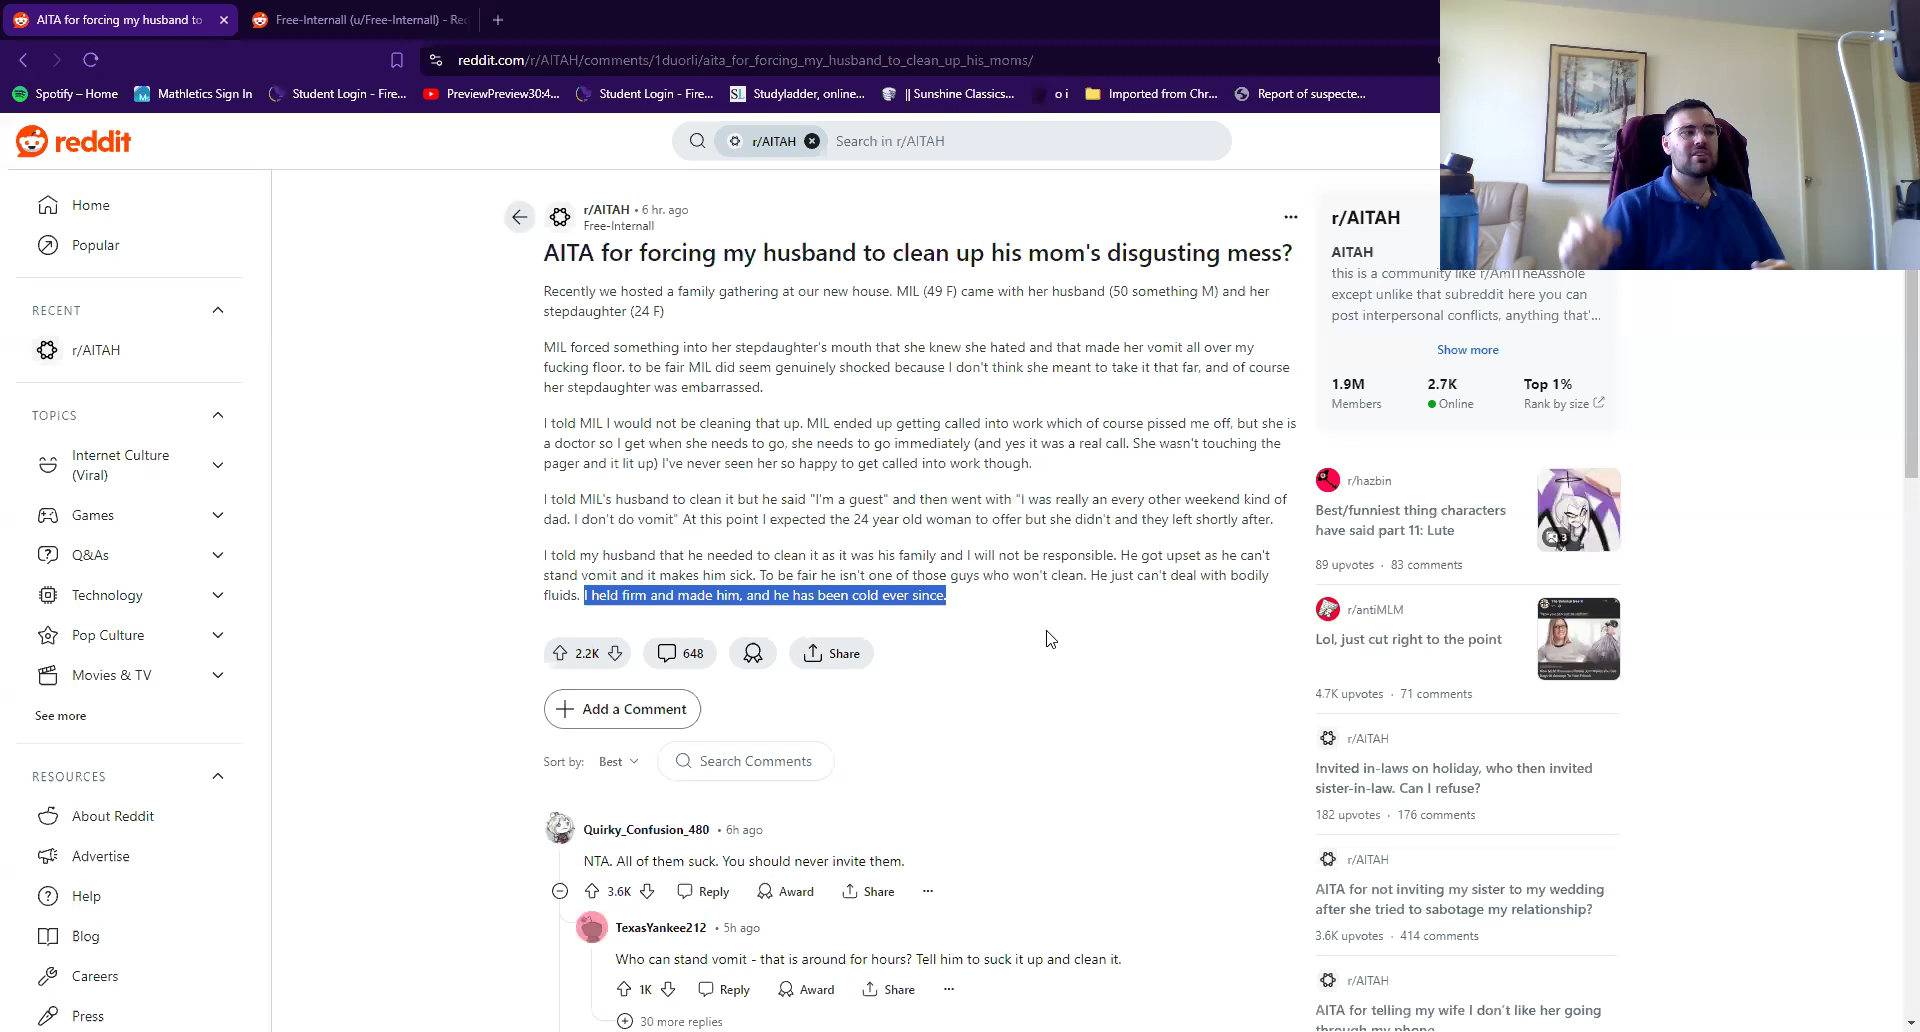 AITA for forcing my husband to
Free-Internall (u/Free-Internall) - Re
reddit.com/r/AITAH/comments/1duorli/aita_for_forcing_my_husband_to_clean_up_his_moms/
Spotify – Home
Mathletics Sign In
Student Login - Fire...
PreviewPreview30:4...
Student Login - Fire...
Studyladder, online...
|| Sunshine Classics...
o i
Imported from Chr...
Report of suspecte...
reddit
r/AITAH
Search in r/AITAH
Home
Popular
RECENT
r/AITAH
TOPICS
Internet Culture
(Viral)
Games
Q&As
Technology
Pop Culture
Movies & TV
See more
RESOURCES
About Reddit
Advertise
Help
Blog
Careers
Press
r/AITAH • 6 hr. ago
Free-Internall
AITA for forcing my husband to clean up his mom's disgusting mess?
Recently we hosted a family gathering at our new house. MIL (49 F) came with her husband (50 something M) and her
stepdaughter (24 F)
MIL forced something into her stepdaughter's mouth that she knew she hated and that made her vomit all over my
fucking floor. to be fair MIL did seem genuinely shocked because I don't think she meant to take it that far, and of course
her stepdaughter was embarrassed.
I told MIL I would not be cleaning that up. MIL ended up getting called into work which of course pissed me off, but she is
a doctor so I get when she needs to go, she needs to go immediately (and yes it was a real call. She wasn't touching the
pager and it lit up) I've never seen her so happy to get called into work though.
I told MIL's husband to clean it but he said "I'm a guest" and then went with "I was really an every other weekend kind of
dad. I don't do vomit" At this point I expected the 24 year old woman to offer but she didn't and they left shortly after.
I told my husband that he needed to clean it as it was his family and I will not be responsible. He got upset as he can't
stand vomit and it makes him sick. To be fair he isn't one of those guys who won't clean. He just can't deal with bodily
fluids. I held firm and made him, and he has been cold ever since.
2.2K
648
Share
Add a Comment
Sort by: Best
Search Comments
Quirky_Confusion_480 • 6h ago
NTA. All of them suck. You should never invite them.
3.6K
Reply
Award
Share
TexasYankee212 • 5h ago
Who can stand vomit - that is around for hours? Tell him to suck it up and clean it.
1K
Reply
Award
Share
30 more replies
r/AITAH
AITAH
this is a community like r/AmITheAsshole
except unlike that subreddit here you can
post interpersonal conflicts, anything that'...
Show more
1.9M
2.7K
Top 1%
Members
Online
Rank by size
r/hazbin
Best/funniest thing characters
have said part 11: Lute
3
89 upvotes · 83 comments
r/antiMLM
Lol, just cut right to the point
4.7K upvotes · 71 comments
r/AITAH
Invited in-laws on holiday, who then invited
sister-in-law. Can I refuse?
182 upvotes · 176 comments
r/AITAH
AITA for not inviting my sister to my wedding
after she tried to sabotage my relationship?
3.6K upvotes · 414 comments
r/AITAH
AITA for telling my wife I don't like her going
through my phone